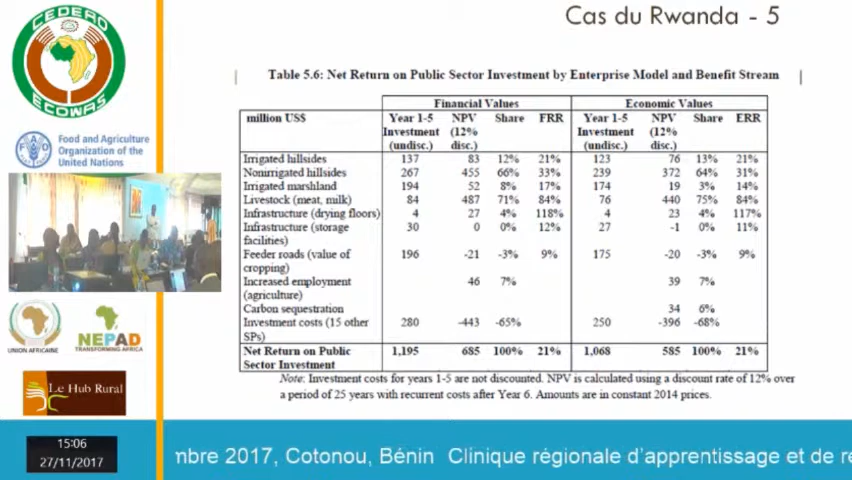 Cas du Rwanda - 5
CEDEAO
ECOWAS
Food and Agriculture
Organization of the
United Nations
UNION AFRICAINE
NEPAD
TRANSFORMING AFRICA
Le Hub Rural
Table 5.6: Net Return on Public Sector Investment by Enterprise Model and Benefit Stream
Financial Values Economic Values
million US$ Year 1-5 Investment (undisc.) NPV (12% disc.) Share FRR Year 1-5 Investment (undisc.) NPV (12% disc.) Share ERR
Irrigated hillsides 137 83 12% 21% 123 76 13% 21%
Nonirrigated hillsides 267 455 66% 33% 239 372 64% 31%
Irrigated marshland 194 52 8% 17% 174 19 3% 14%
Livestock (meat, milk) 84 487 71% 84% 76 440 75% 84%
Infrastructure (drying floors) 4 27 4% 118% 4 23 4% 117%
Infrastructure (storage facilities) 30 0 0% 12% 27 -1 0% 11%
Feeder roads (value of cropping) 196 -21 -3% 9% 175 -20 -3% 9%
Increased employment (agriculture) 46 7% 39 7%
Carbon sequestration 34 6%
Investment costs (15 other SPs) 280 -443 -65% 250 -396 -68%
Net Return on Public Sector Investment 1,195 685 100% 21% 1,068 585 100% 21%
Note: Investment costs for years 1-5 are not discounted. NPV is calculated using a discount rate of 12% over
a period of 25 years with recurrent costs after Year 6. Amounts are in constant 2014 prices.
15:06
27/11/2017
mbre 2017, Cotonou, Bénin Clinique régionale d'apprentissage et de re